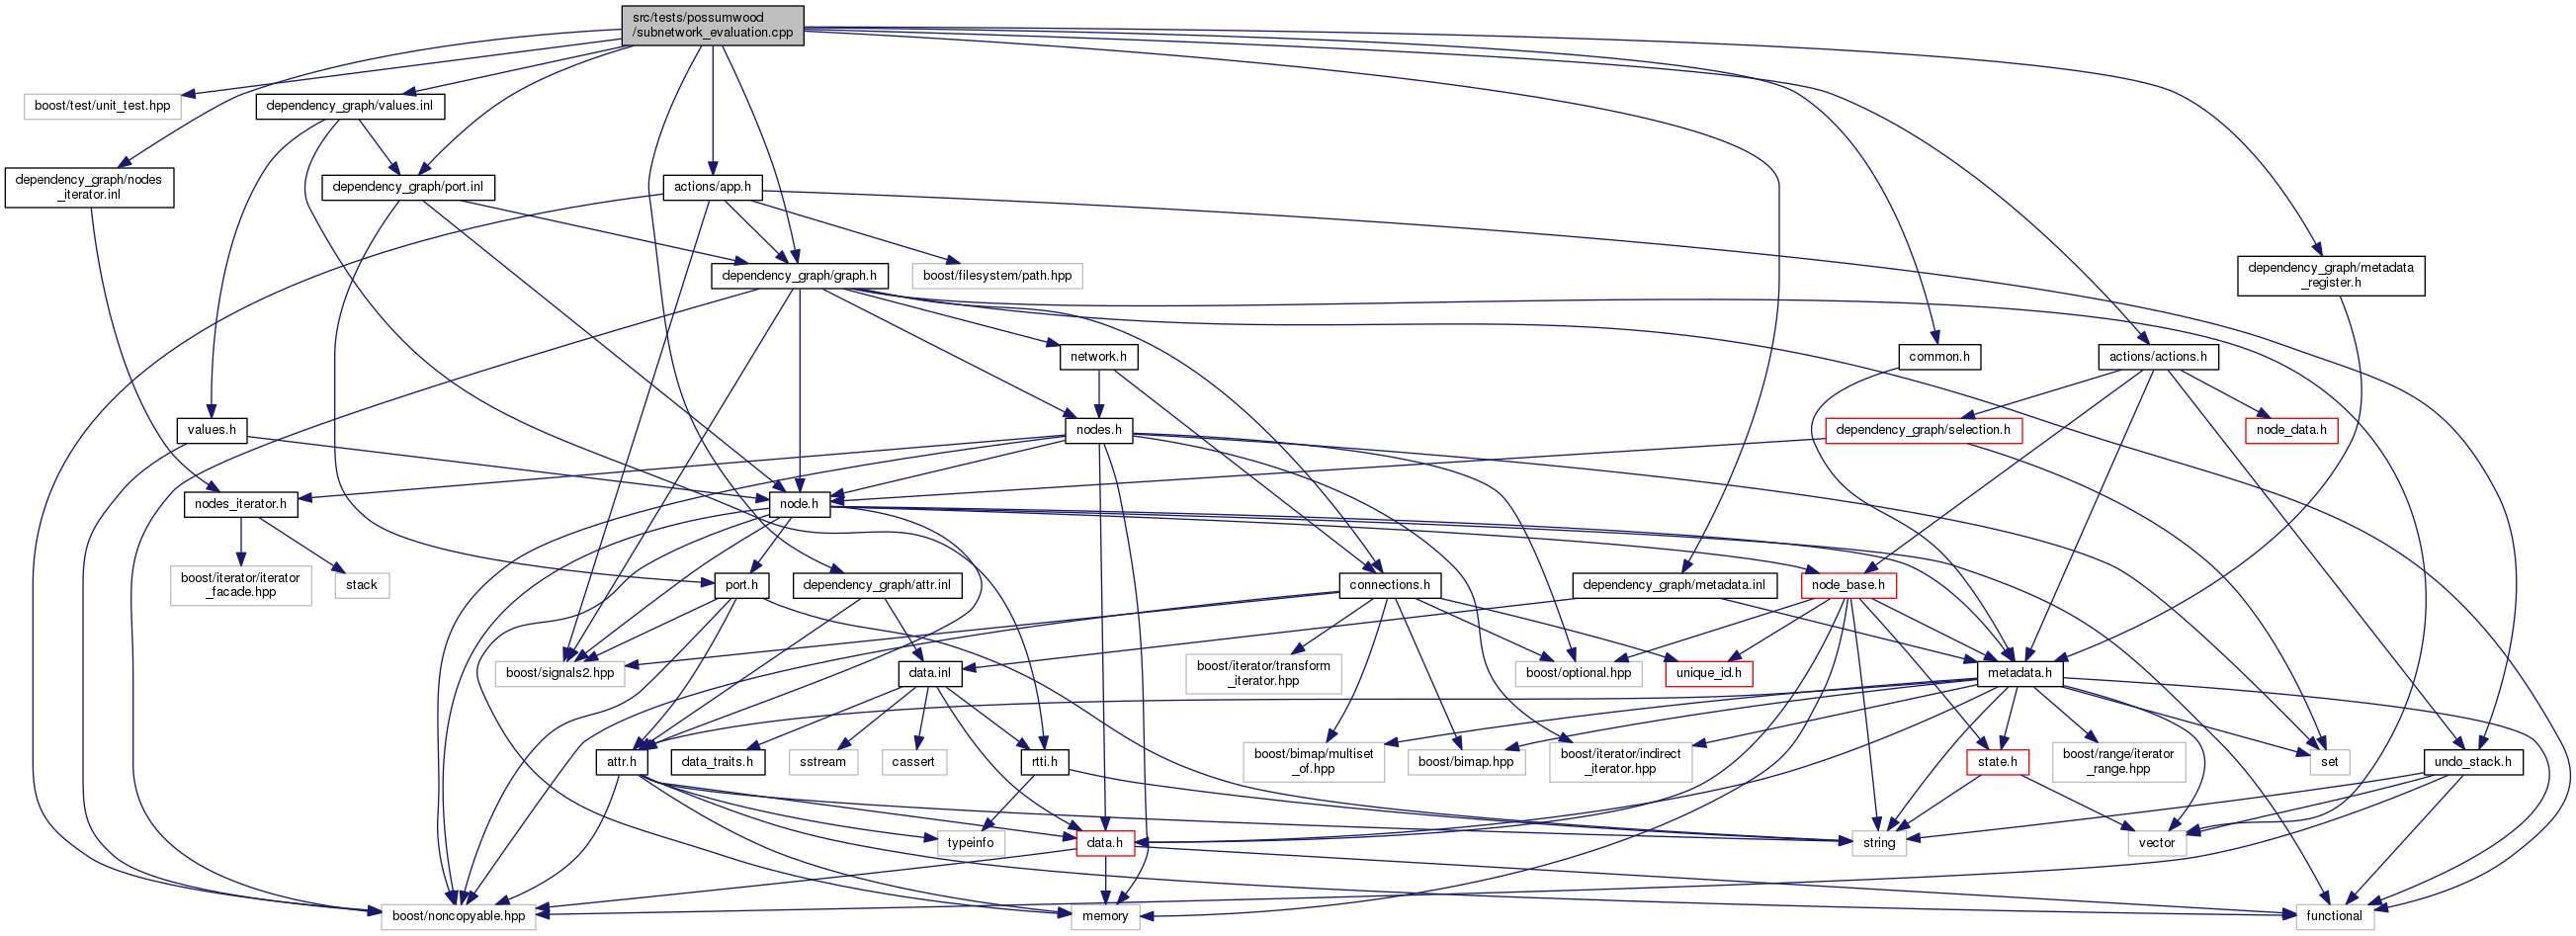 src/tests/possumwood
/subnetwork_evaluation.cpp
boost/test/unit_test.hpp
dependency_graph/values.inl
dependency_graph/nodes
_iterator.inl
dependency_graph/port.inl
actions/app.h
dependency_graph/graph.h
boost/filesystem/path.hpp
dependency_graph/metadata
_register.h
network.h
common.h
actions/actions.h
values.h
nodes.h
dependency_graph/selection.h
node_data.h
nodes_iterator.h
node.h
boost/iterator/iterator
_facade.hpp
stack
port.h
dependency_graph/attr.inl
connections.h
dependency_graph/metadata.inl
node_base.h
boost/signals2.hpp
data.inl
boost/iterator/transform
_iterator.hpp
boost/optional.hpp
unique_id.h
metadata.h
attr.h
data_traits.h
sstream
cassert
rtti.h
boost/bimap/multiset
_of.hpp
boost/bimap.hpp
boost/iterator/indirect
_iterator.hpp
state.h
boost/range/iterator
_range.hpp
set
undo_stack.h
typeinfo
data.h
string
vector
boost/noncopyable.hpp
memory
functional